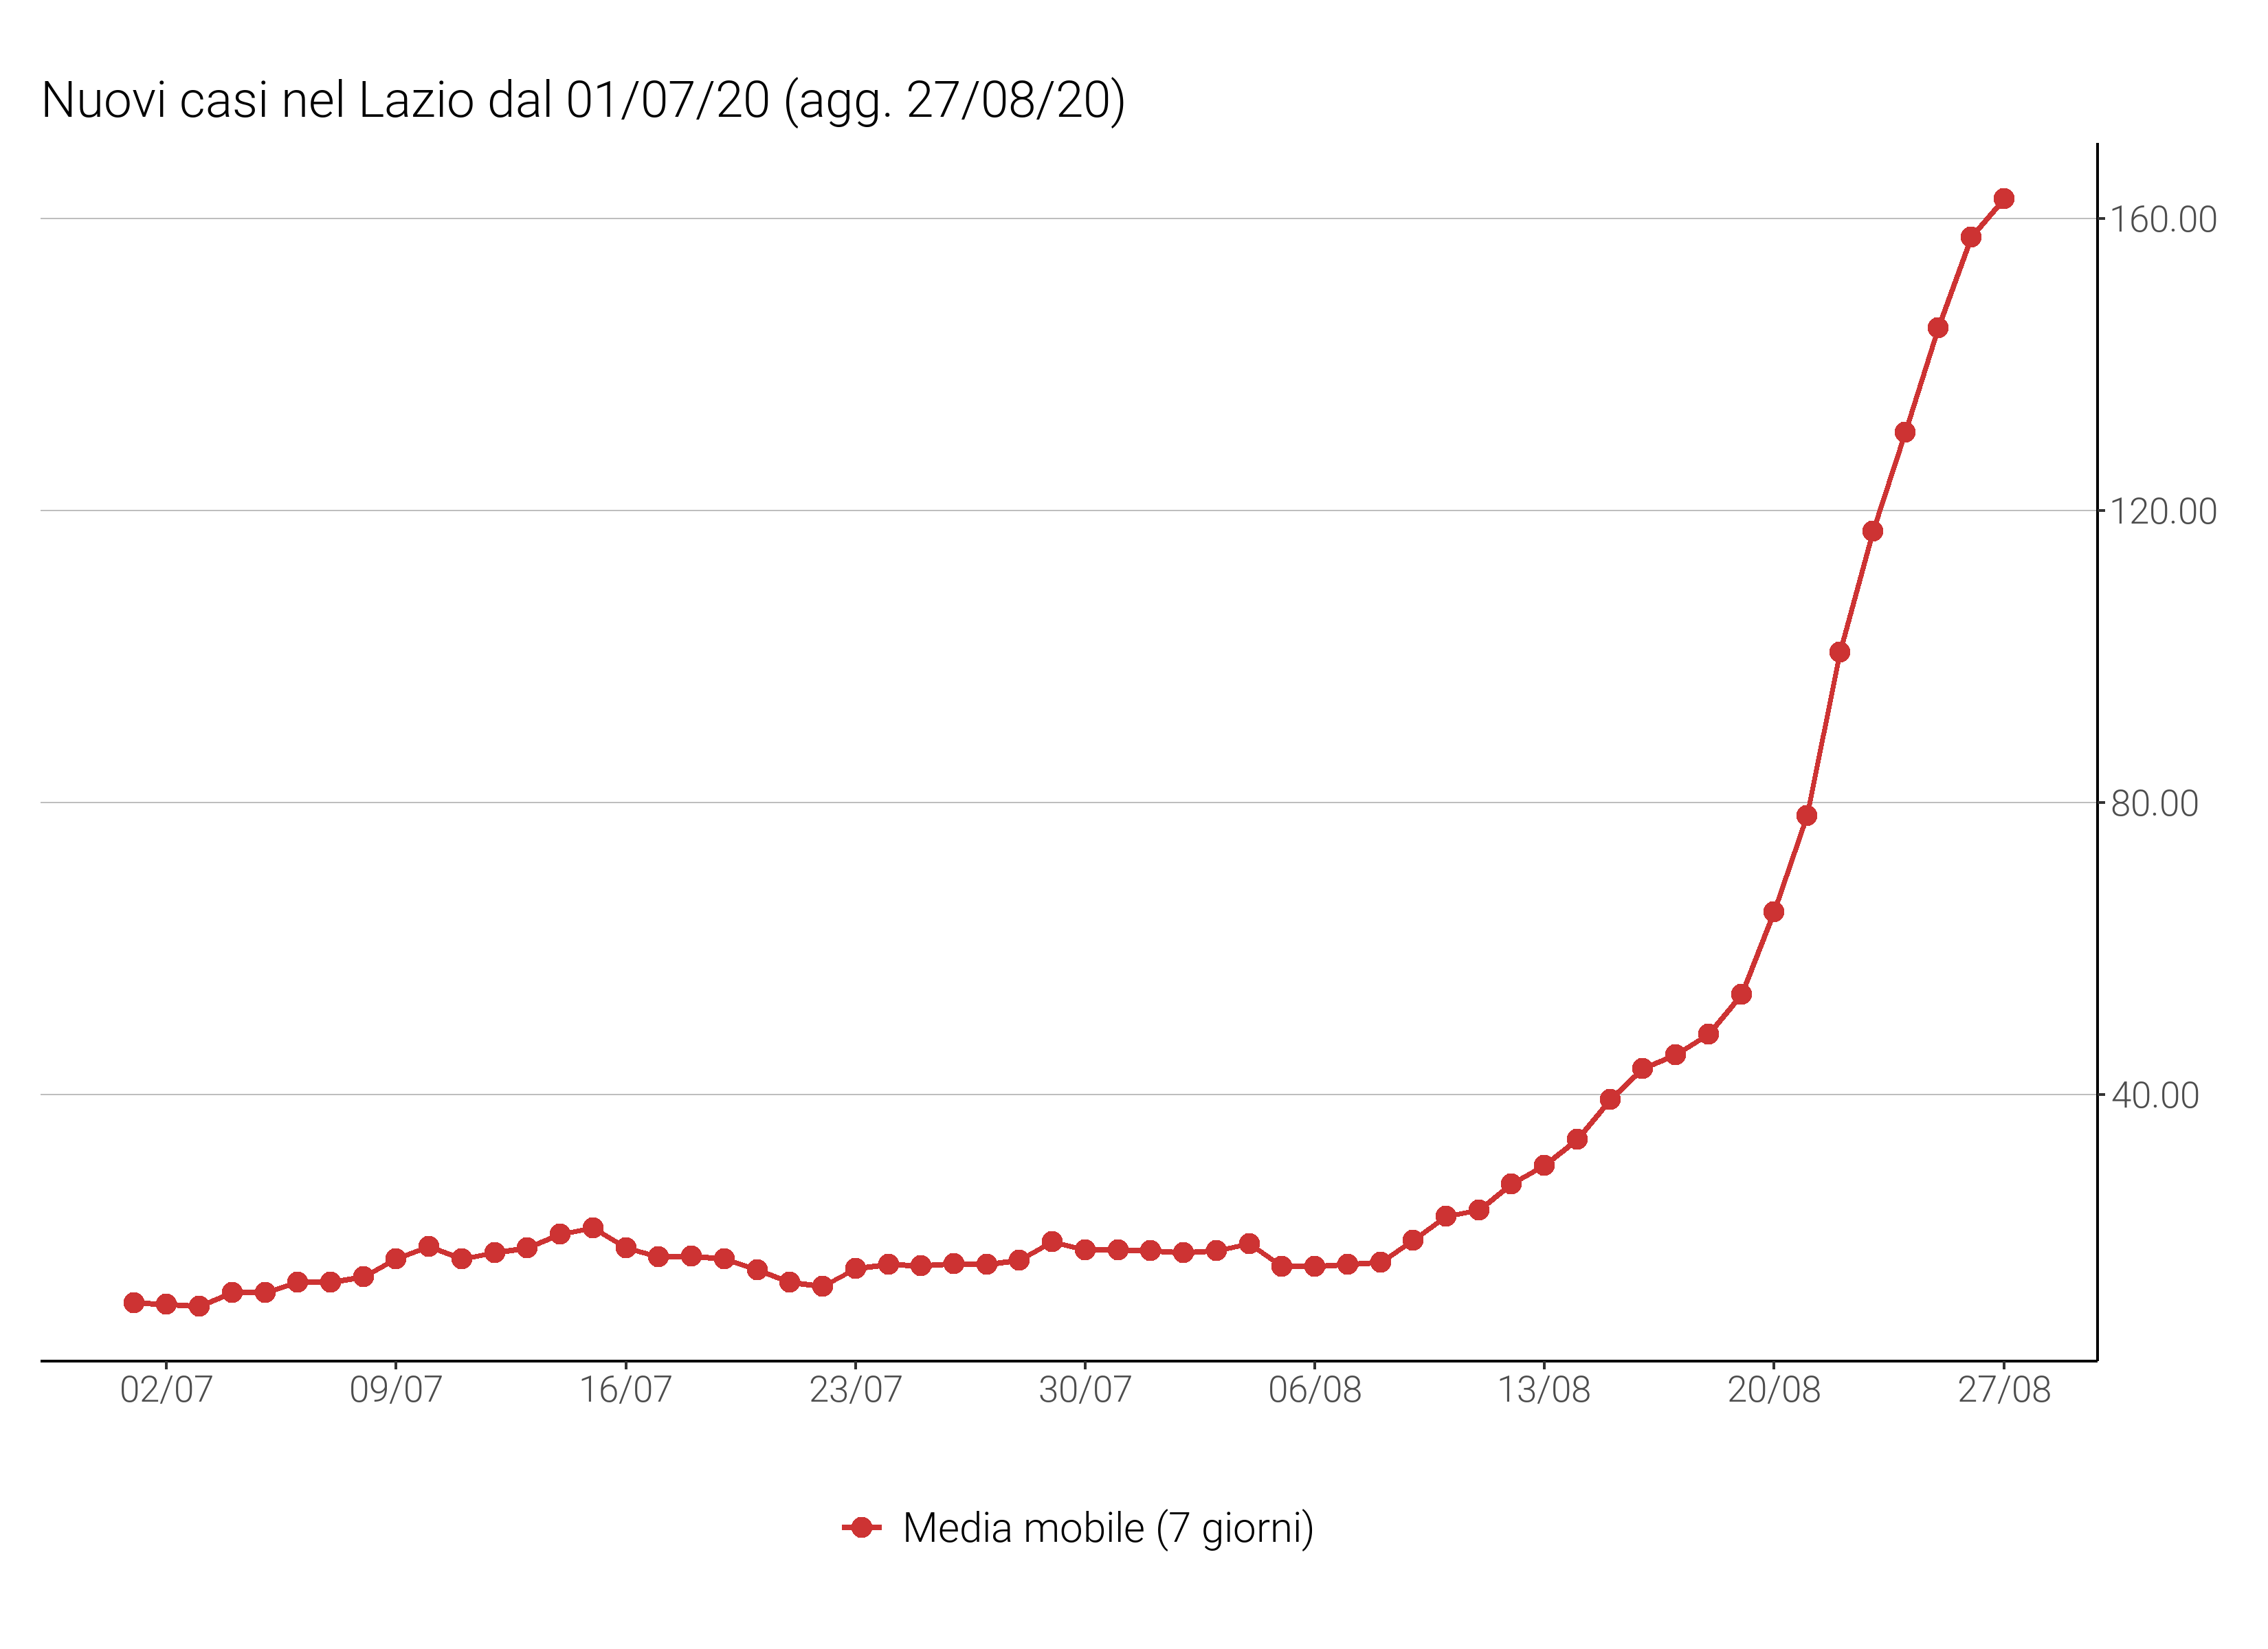 Nuovi casi nel Lazio dal 01/07/20 (agg. 27/08/20)
160.00
120.00
80.00
40.00
02/07 09/07 16/07 23/07 30/07 06/08 13/08 20/08 27/08
Media mobile (7 giorni)